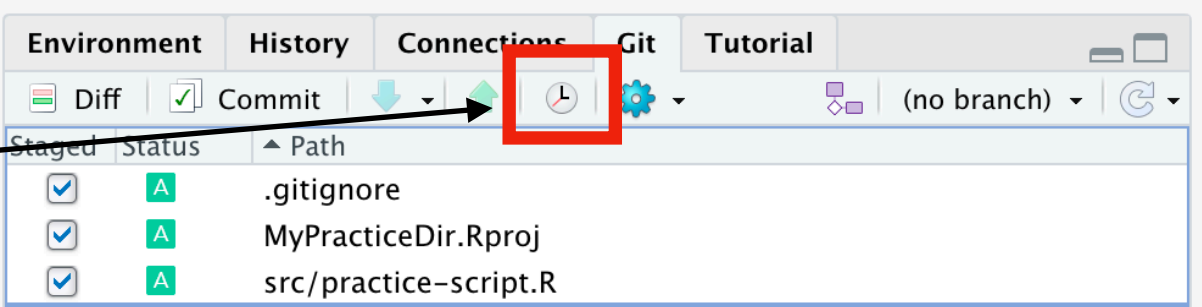 Environment History Connections Git Tutorial
Diff Commit (no branch)
Staged Status Path
A .gitignore
A MyPracticeDir.Rproj
A src/practice-script.R